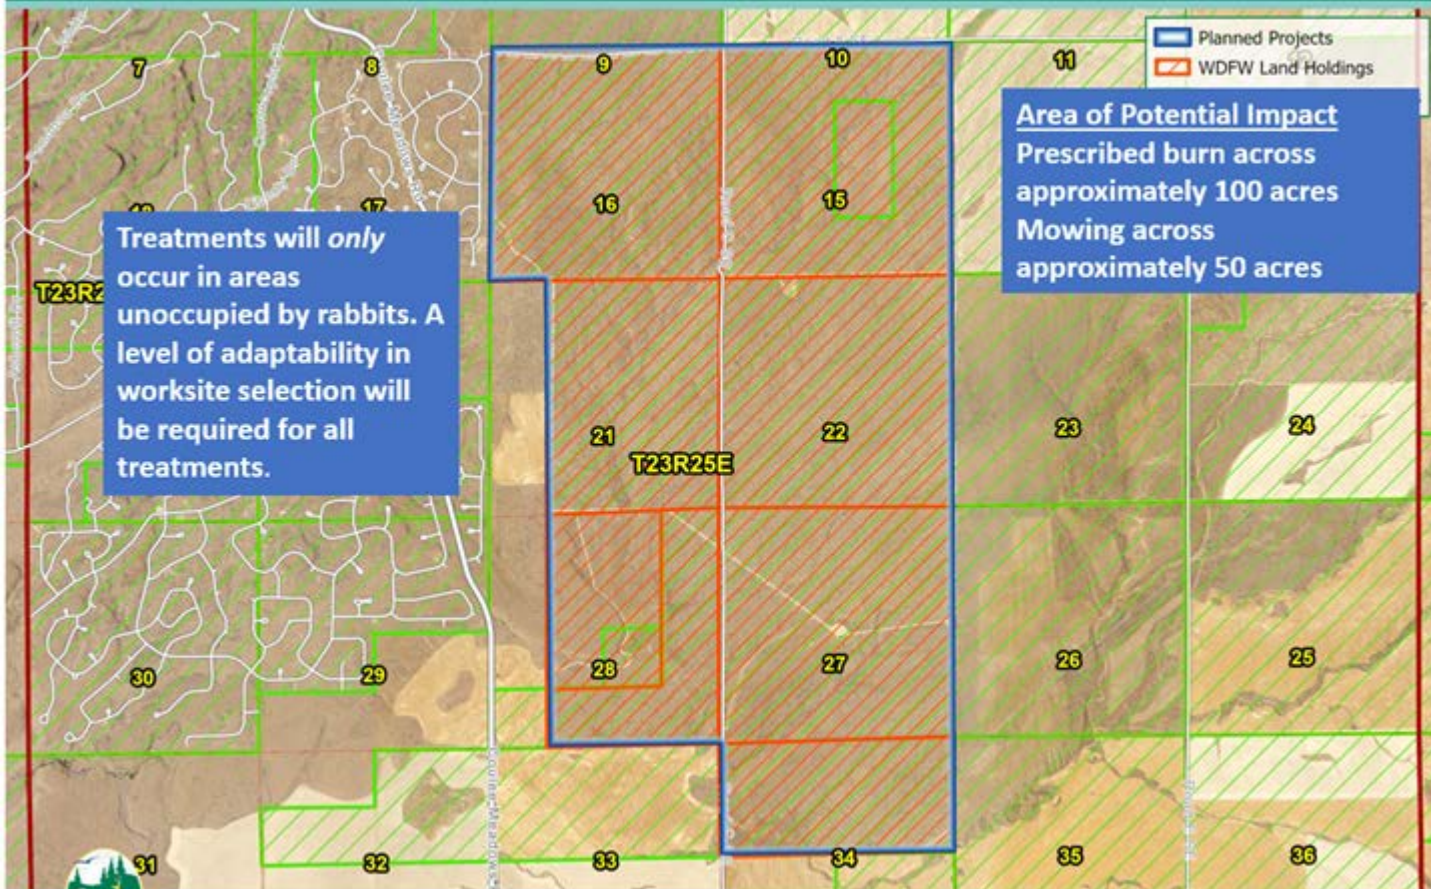 Planned Projects
WDFW Land Holdings
Area of Potential Impact
Prescribed burn across
approximately 100 acres
Mowing across
approximately 50 acres
7
8
9
10
11
17
16
15
Treatments will only
occur in areas
unoccupied by rabbits. A
level of adaptability in
worksite selection will
be required for all
treatments.
T23R2
21
22
23
24
T23R25E
30
29
28
27
26
25
31
32
33
34
35
36